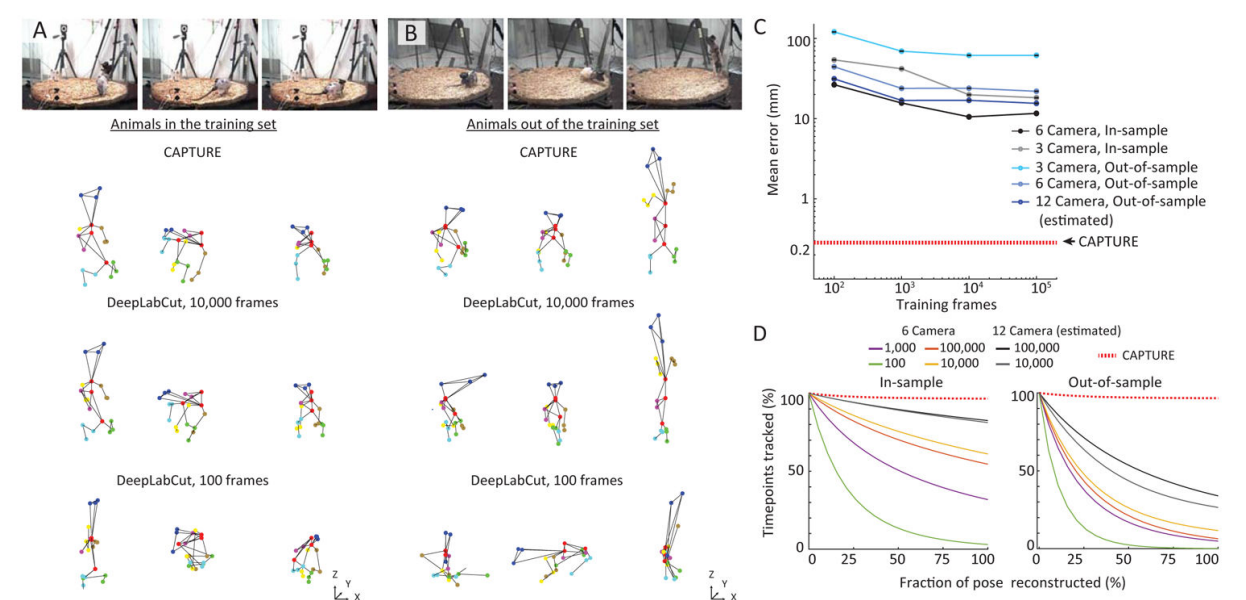 A
B
Animals in the training set
Animals out of the training set
CAPTURE
CAPTURE
DeepLabCut, 10,000 frames
DeepLabCut, 10,000 frames
DeepLabCut, 100 frames
DeepLabCut, 100 frames
Z
Y
X
Z
Y
X
C
Mean error (mm)
100
10
1
0.2
10²
10³
10⁴
10⁵
Training frames
6 Camera, In-sample
3 Camera, In-sample
3 Camera, Out-of-sample
6 Camera, Out-of-sample
12 Camera, Out-of-sample
(estimated)
CAPTURE
D
6 Camera
12 Camera (estimated)
1,000
100,000
100,000
CAPTURE
100
10,000
10,000
In-sample
Out-of-sample
Timepoints tracked (%)
100
50
0
0
25
50
75
100
100
50
0
0
25
50
75
100
Fraction of pose reconstructed (%)